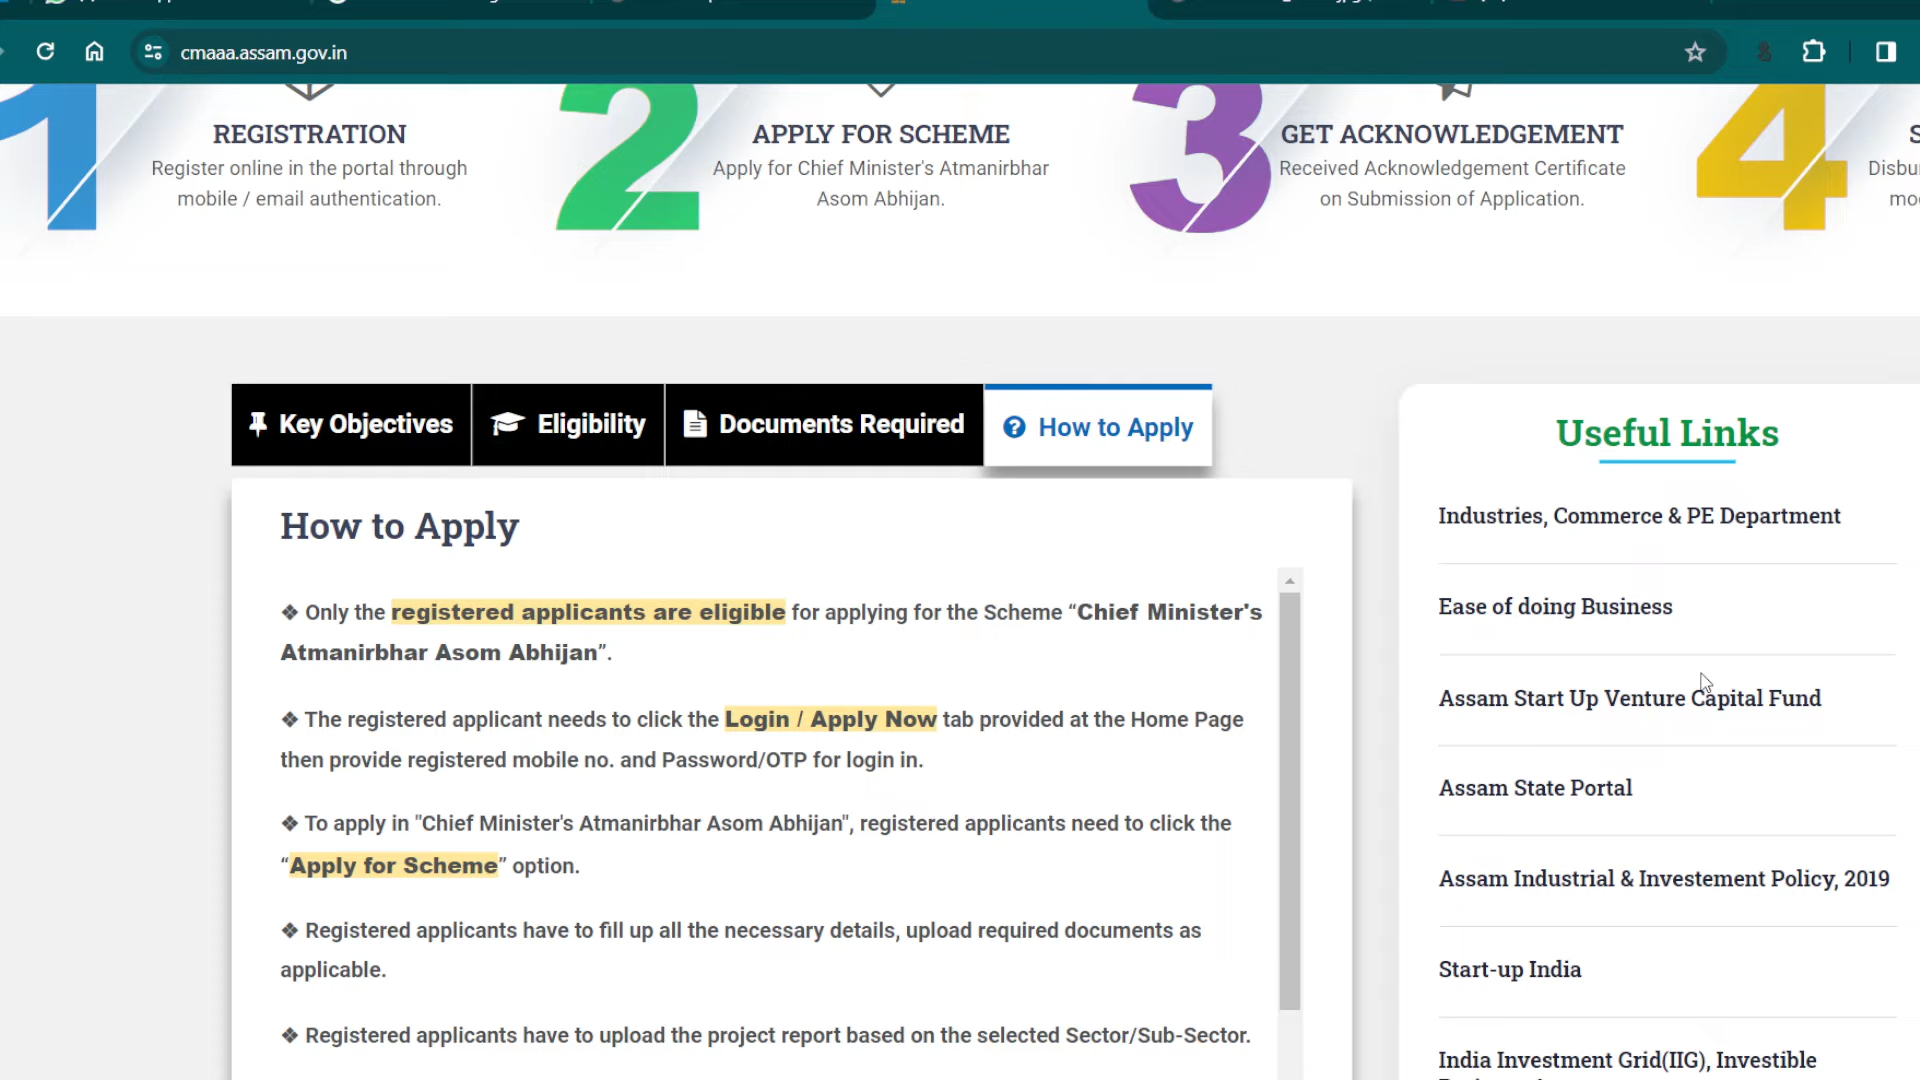 cmaaa.assam.gov.in
1
REGISTRATION
Register online in the portal through
mobile / email authentication.
2
APPLY FOR SCHEME
Apply for Chief Minister's Atmanirbhar
Asom Abhijan.
3
GET ACKNOWLEDGEMENT
Received Acknowledgement Certificate
on Submission of Application.
4
Key Objectives
Eligibility
Documents Required
How to Apply
How to Apply
❖ Only the registered applicants are eligible for applying for the Scheme “Chief Minister's
Atmanirbhar Asom Abhijan”.
❖ The registered applicant needs to click the Login / Apply Now tab provided at the Home Page
then provide registered mobile no. and Password/OTP for login in.
❖ To apply in "Chief Minister's Atmanirbhar Asom Abhijan", registered applicants need to click the
“Apply for Scheme” option.
❖ Registered applicants have to fill up all the necessary details, upload required documents as
applicable.
❖ Registered applicants have to upload the project report based on the selected Sector/Sub-Sector.
Useful Links
Industries, Commerce & PE Department
Ease of doing Business
Assam Start Up Venture Capital Fund
Assam State Portal
Assam Industrial & Investement Policy, 2019
Start-up India
India Investment Grid(IIG), Investible